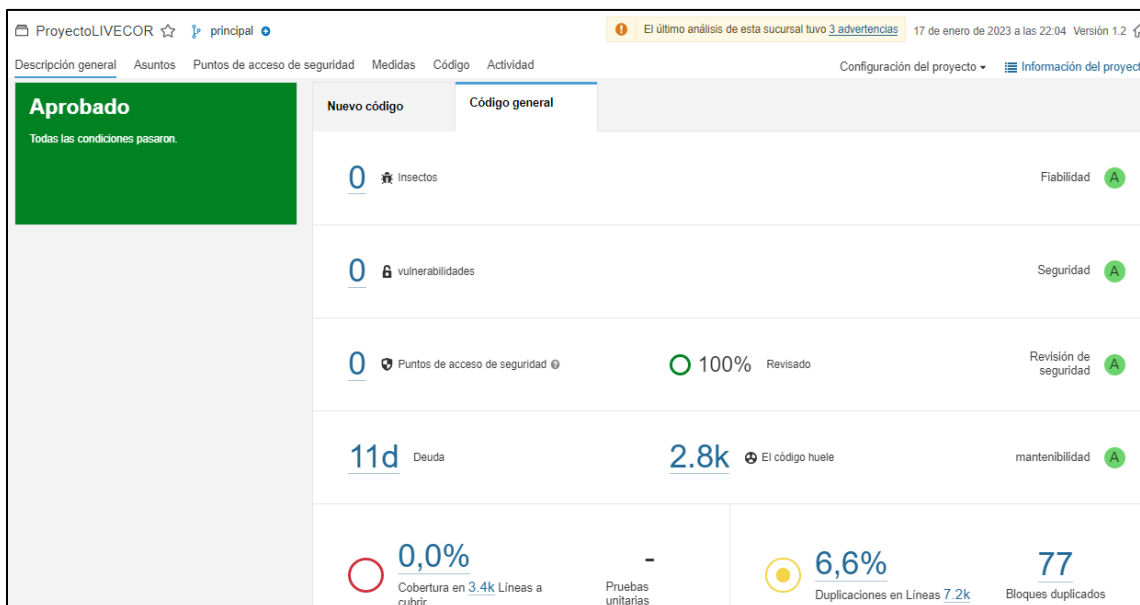 ProyectoLIVECOR principal
El último análisis de esta sucursal tuvo 3 advertencias 17 de enero de 2023 a las 22:04 Versión 1.2
Descripción general Asuntos Puntos de acceso de seguridad Medidas Código Actividad
Configuración del proyecto Información del proyect
Aprobado
Todas las condiciones pasaron.
Nuevo código Código general
0 Insectos Fiabilidad A
0 vulnerabilidades Seguridad A
0 Puntos de acceso de seguridad ? 100% Revisado Revisión de
seguridad A
11d Deuda 2.8k El código huele mantenibilidad A
0,0% - 6,6% 77
Cobertura en 3.4k Líneas a
cubrir
Pruebas
unitarias
Duplicaciones en Líneas 7.2k Bloques duplicados